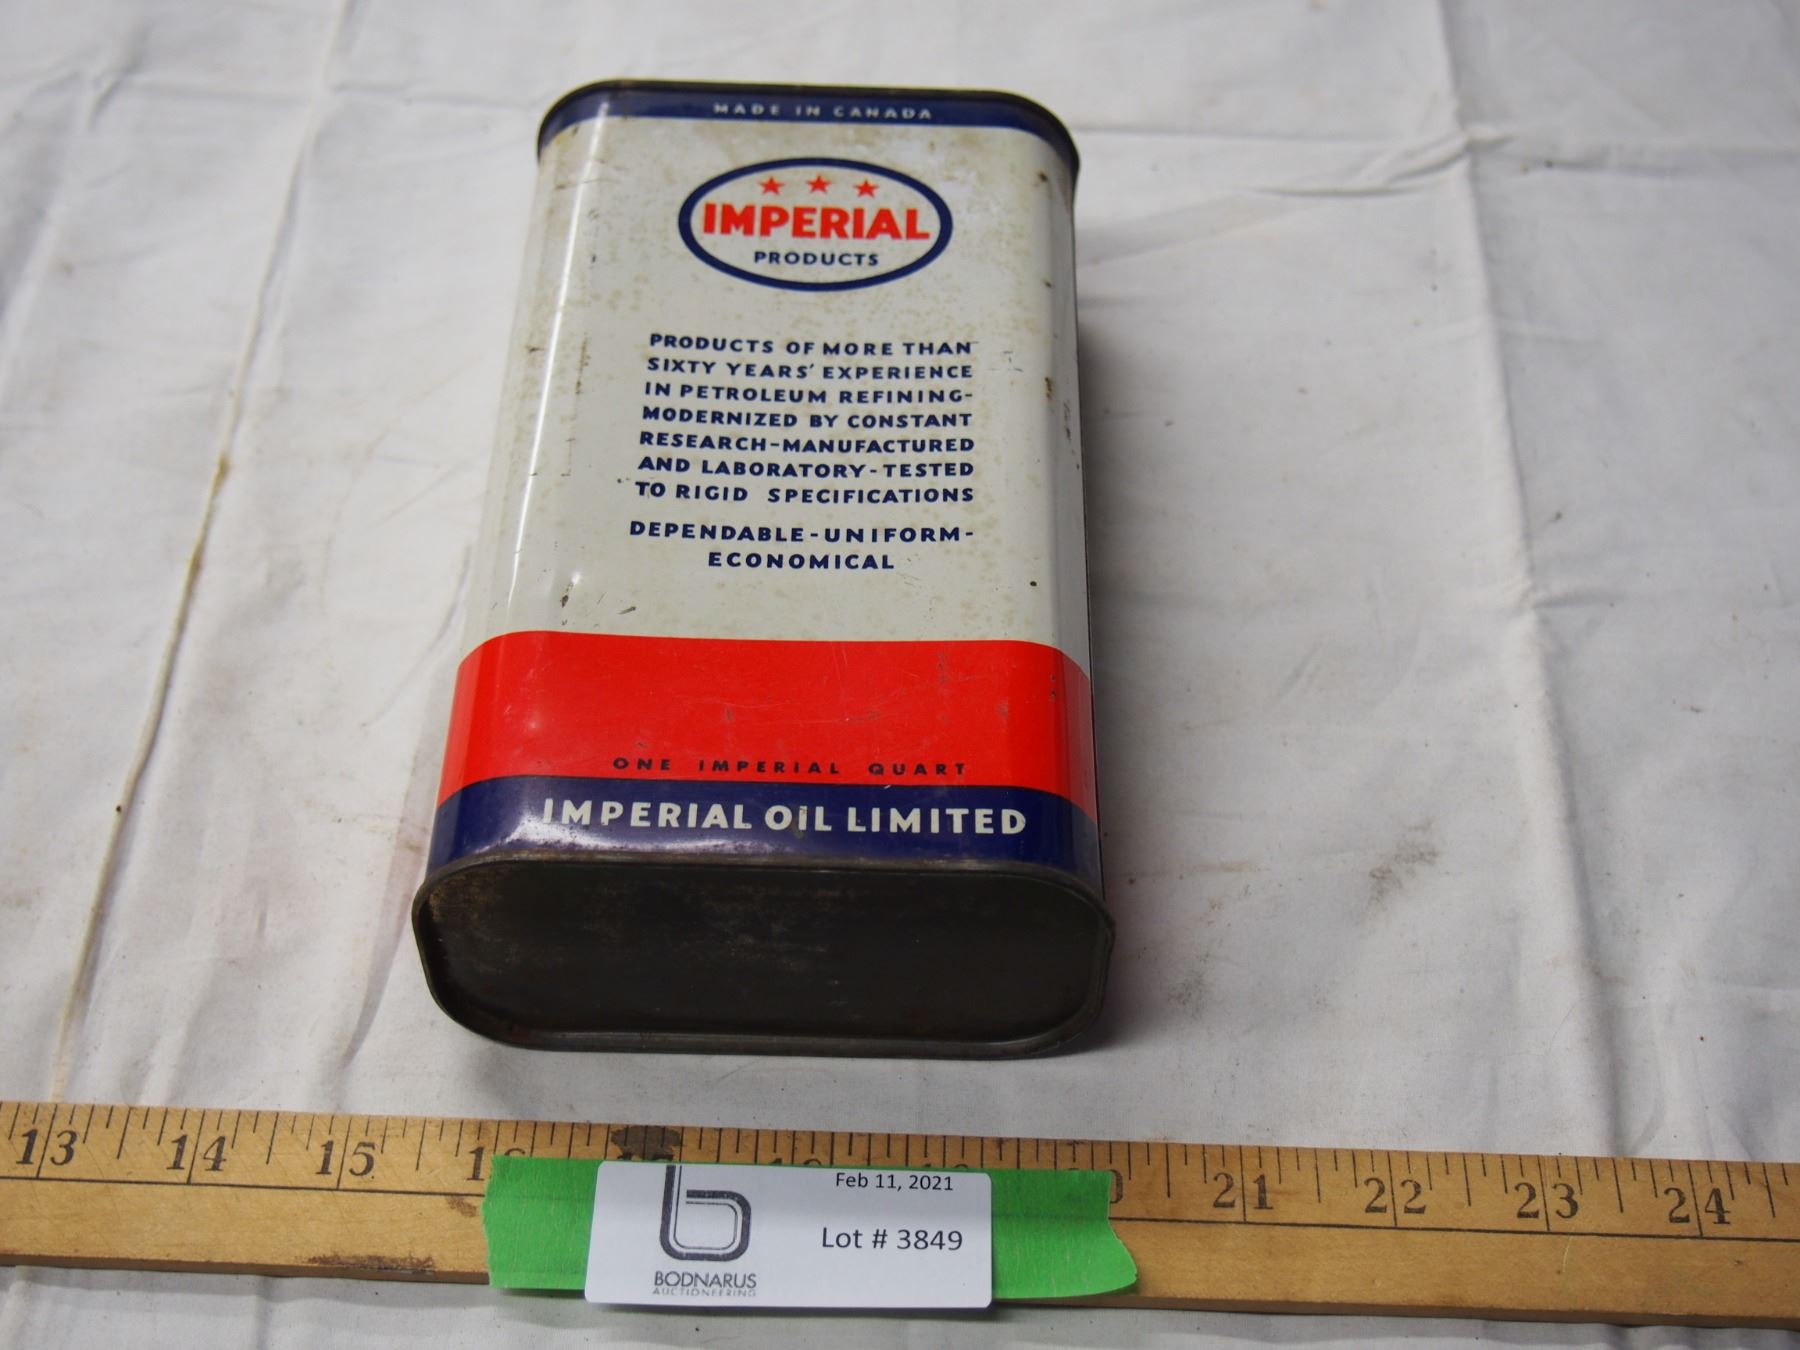 MADE IN CANADA
IMPERIAL
PRODUCTS
PRODUCTS OF MORE THAN
SIXTY YEARS' EXPERIENCE
IN PETROLEUM REFINING-
MODERNIZED BY CONSTANT
RESEARCH-MANUFACTURED
AND LABORATORY-TESTED
TO RIGID SPECIFICATIONS
DEPENDABLE-UNIFORM-
ECONOMICAL
ONE IMPERIAL QUART
IMPERIAL OIL LIMITED
13 14 15 21 22 23 24
Feb 11, 2021
Lot # 3849
BODNARUS
AUCTIONEERING